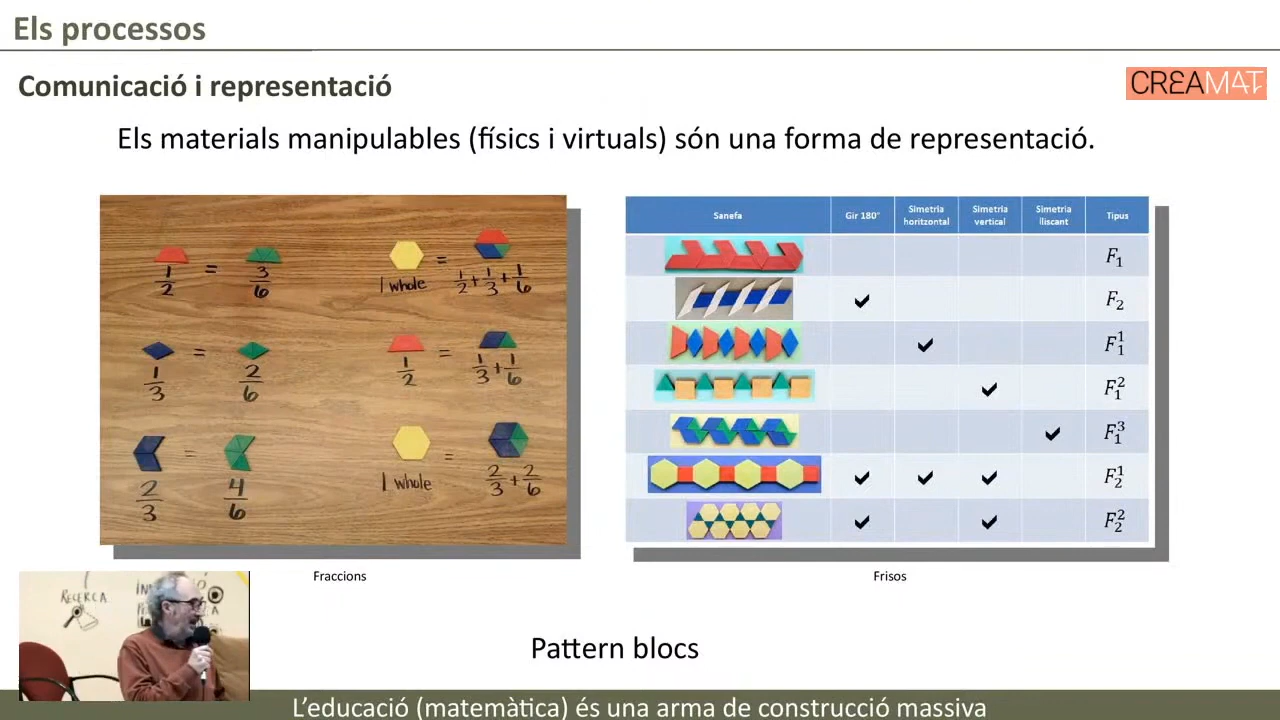 Els processos
Comunicació i representació
CREAMAT
Els materials manipulables (físics i virtuals) són una forma de representació.
1/2 = 3/6
1 whole = 1/2 + 1/3 + 1/6
1/3 = 2/6
1/2 = 1/3 + 1/6
2/3 = 4/6
1 whole = 2/3 + 2/6
Fraccions
Sanefa Gir 180° Simetria horitzontal Simetria vertical Simetria lliscant Tipus
F₁
✔ F₂
✔ F₁¹
✔ F₁²
✔ F₁³
✔ ✔ ✔ F₂¹
✔ ✔ F₂²
Frisos
RECERCA
Pattern blocs
L'educació (matemàtica) és una arma de construcció massiva